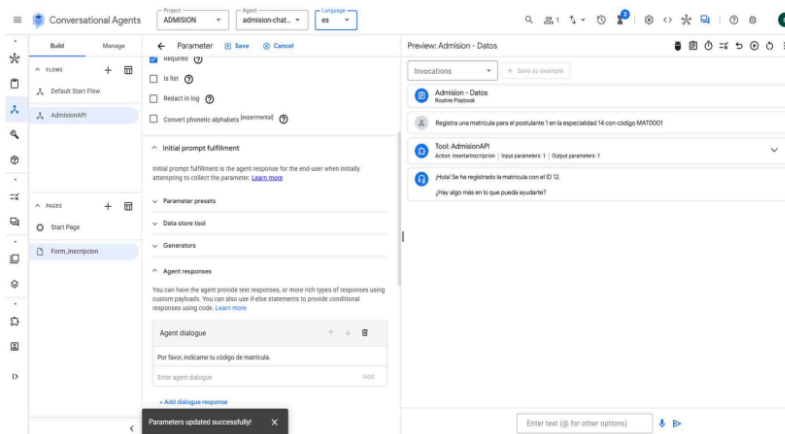 Conversational Agents
Project
ADMISION
Agent
admission-chat...
Language
es
1
2
Build
Manage
FLOWS
Default Start Flow
AdmisionAPI
PAGES
Start Page
Form_Inscripcion
Parameter
Save
Cancel
Required
Is list
Redact in log
Convert phonetic alphabets [experimental]
Initial prompt fulfillment
Initial prompt fulfillment is the agent response for the end-user when initially
attempting to collect the parameter. Learn more
Parameter presets
Data store tool
Generators
Agent responses
You can have the agent provide text responses, or more rich types of responses using
custom payloads. You can also use if-else statements to provide conditional
responses using code. Learn more
Agent dialogue
Por favor, indícame tu código de matrícula.
Enter agent dialogue
Add
+ Add dialogue response
Parameters updated successfully!
Preview: Admision - Datos
Invocations
+ Save as example
Admision - Datos
Routine Playbook
Registra una matrícula para el postulante 1 en la especialidad 14 con código MAT0001
Tool: AdmisionAPI
Action: InsertarInscripcion | Input parameters: 1 | Output parameters: 1
¡Hola! Se ha registrado la matrícula con el ID 12.
¿Hay algo más en lo que pueda ayudarte?
Enter text (@ for other options)